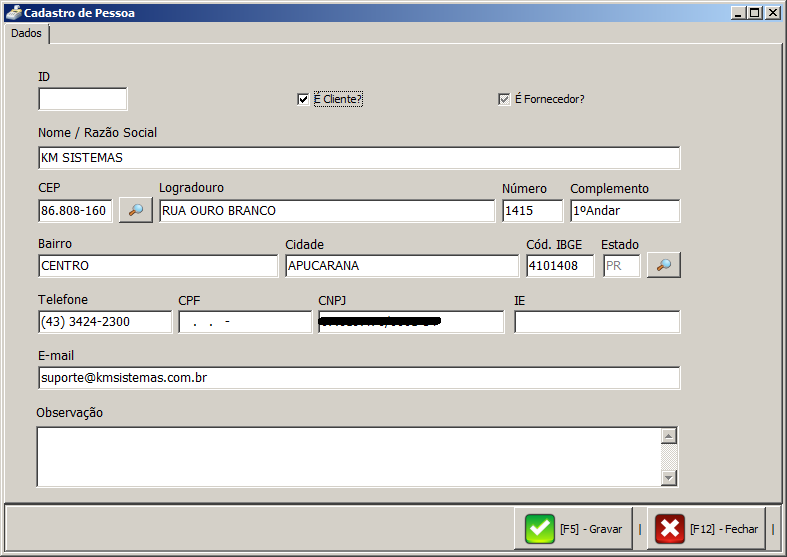 Cadastro de Pessoa
Dados
ID
É Cliente?
É Fornecedor?
Nome / Razão Social
KM SISTEMAS
CEP Logradouro Número Complemento
86.808-160 RUA OURO BRANCO 1415 1ºAndar
Bairro Cidade Cód. IBGE Estado
CENTRO APUCARANA 4101408 PR
Telefone CPF CNPJ IE
(43) 3424-2300 . . -
E-mail
suporte@kmsistemas.com.br
Observação
[F5] - Gravar | [F12] - Fechar |